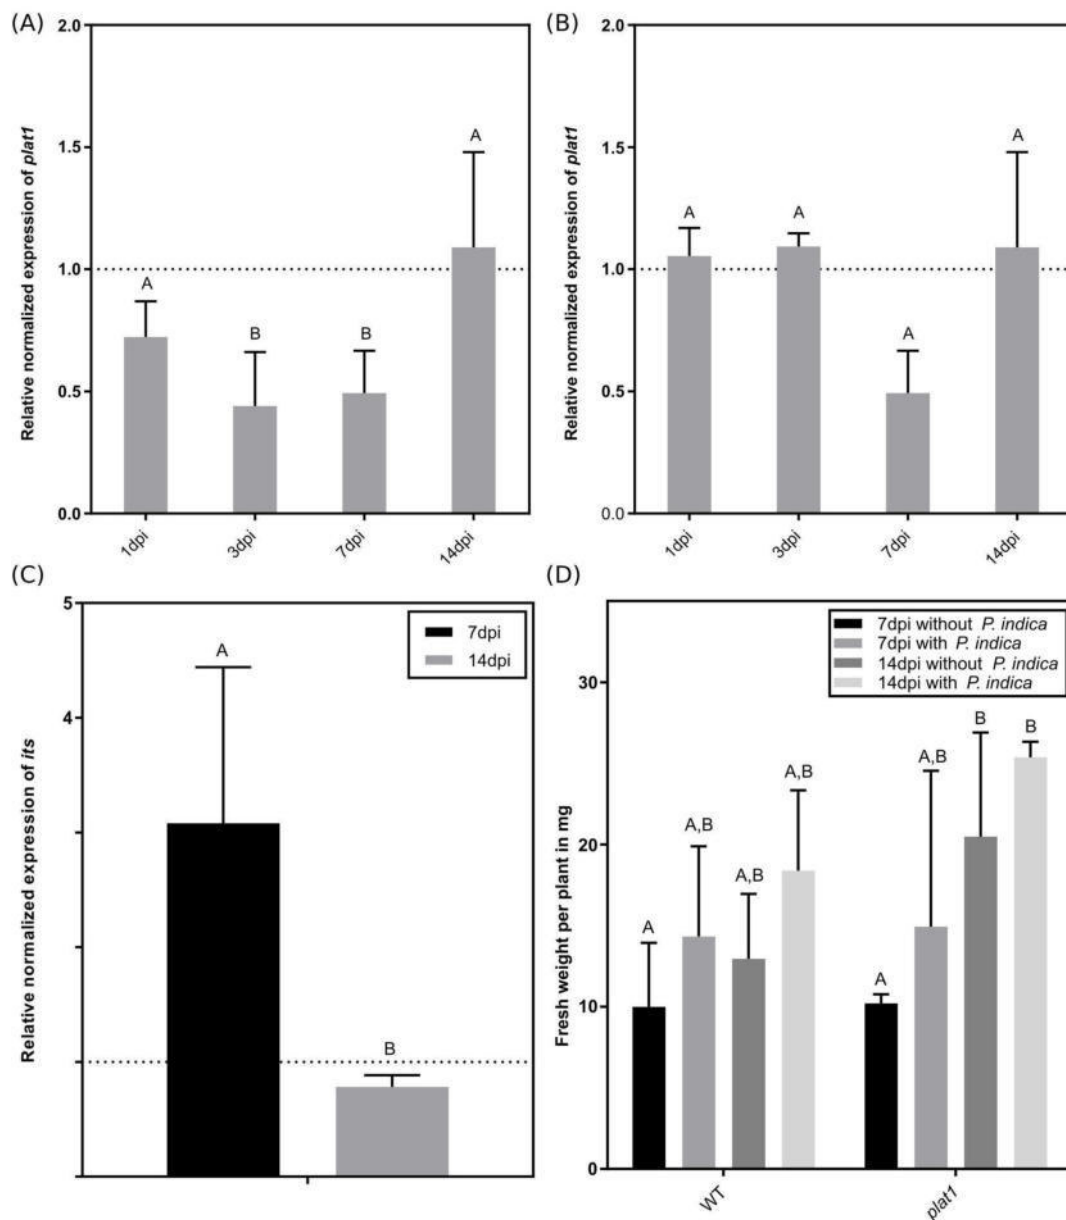 (A)
2.0
1.5
1.0
0.5
0.0
Relative normalized expression of plat1
A
B
B
A
1dpi
3dpi
7dpi
14dpi
(B)
2.0
1.5
1.0
0.5
0.0
Relative normalized expression of plat1
A
A
A
A
1dpi
3dpi
7dpi
14dpi
(C)
5
4
Relative normalized expression of its
7dpi
14dpi
A
B
(D)
30
20
10
0
Fresh weight per plant in mg
7dpi without P. indica
7dpi with P. indica
14dpi without P. indica
14dpi with P. indica
A
A,B
A,B
A,B
A
A,B
B
B
WT
plat1